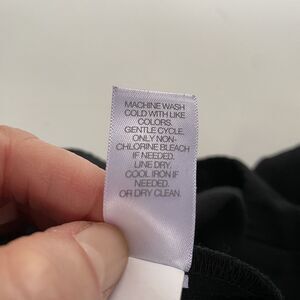 MACHINE WASH
COLD WITH LIKE
COLORS.
GENTLE CYCLE.
ONLY NON-
CHLORINE BLEACH
IF NEEDED.
LINE DRY.
COOL IRON IF
NEEDED.
OR DRY CLEAN.